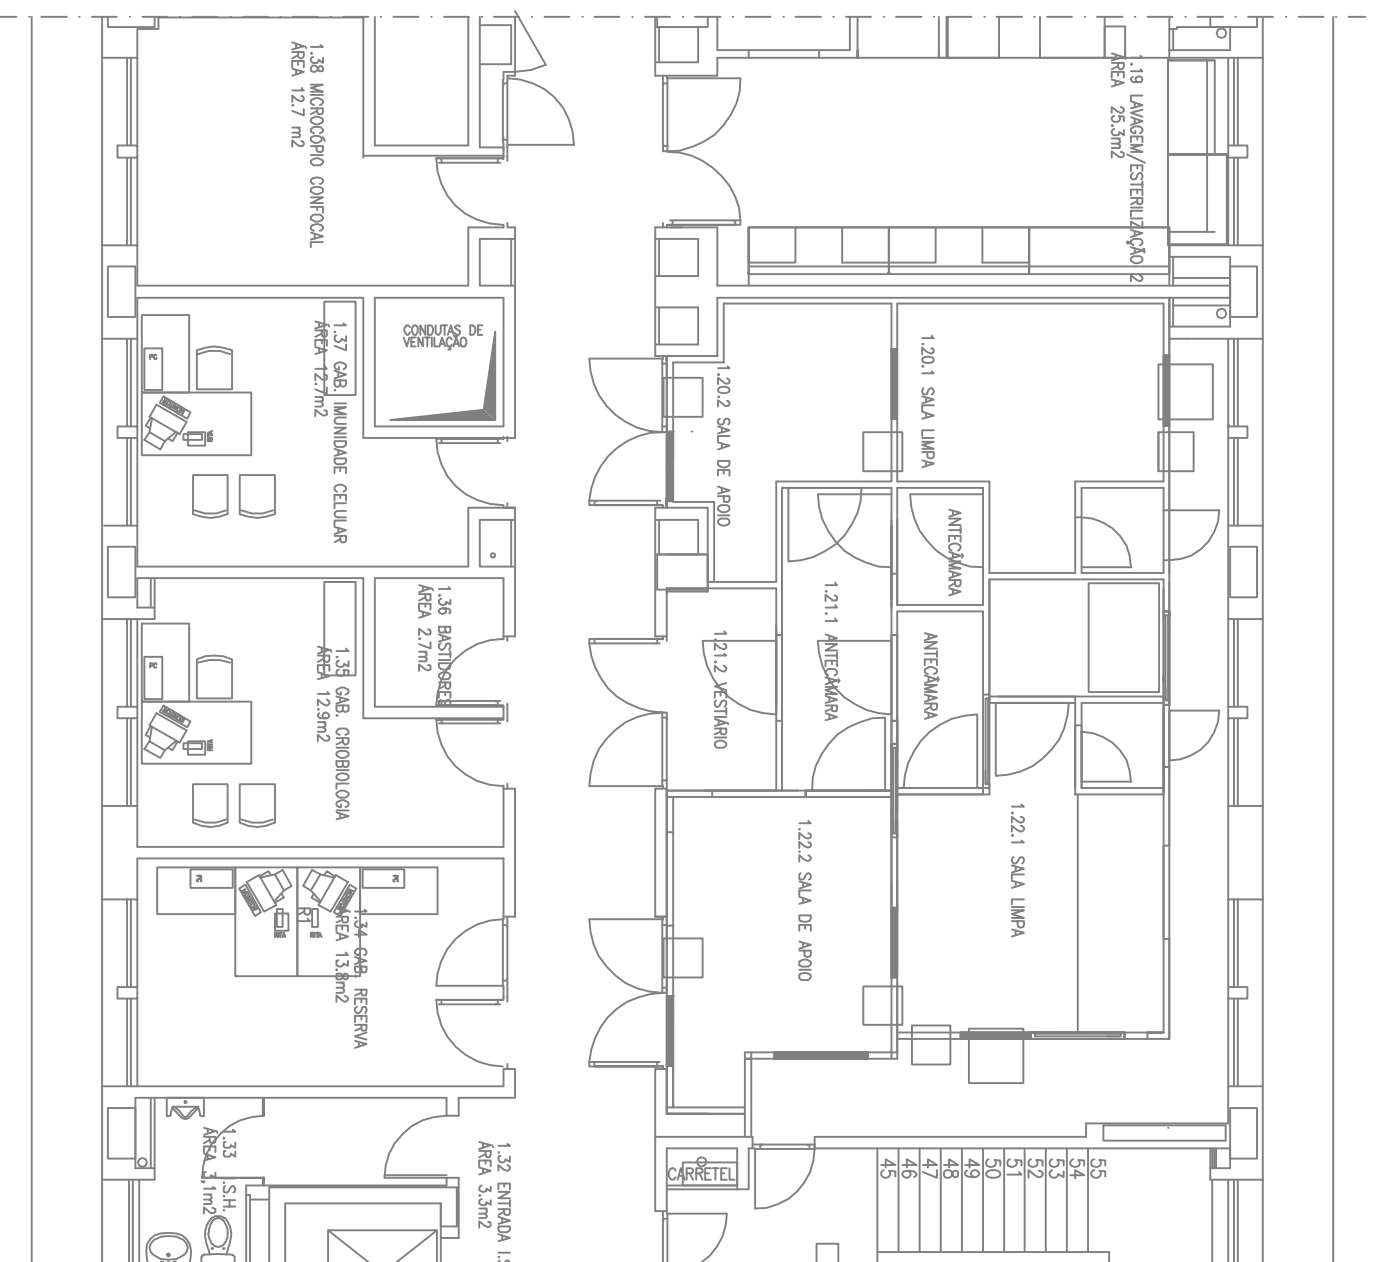 1.38 MICROCÓPIO CONFOCAL
ÁREA 12.7 m2
1.19 LAVAGEM/ESTERILIZAÇÃO 2
ÁREA 25.3m2
1.37 GAB. IMUNIDADE CELULAR
ÁREA 12.7m2
CONDUTAS DE
VENTILAÇÃO
PC
1.20.2 SALA DE APOIO
1.20.1 SALA LIMPA
ANTECÂMARA
1.36 BASTIDORES
ÁREA 2.7m2
1.35 GAB. CRIOBIOLOGIA
ÁREA 12.9m2
PC
1.21.2 VESTIÁRIO
1.21.1 ANTECÂMARA
ANTECÂMARA
1.22.2 SALA DE APOIO
1.22.1 SALA LIMPA
PC
PC
1.34 GAB. RESERVA
ÁREA 13.8m2
1.33 I.S.H.
ÁREA 3,1m2
1.32 ENTRADA I.S
ÁREA 3.3m2
CARRETEL
45
46
47
48
49
50
51
52
53
54
55